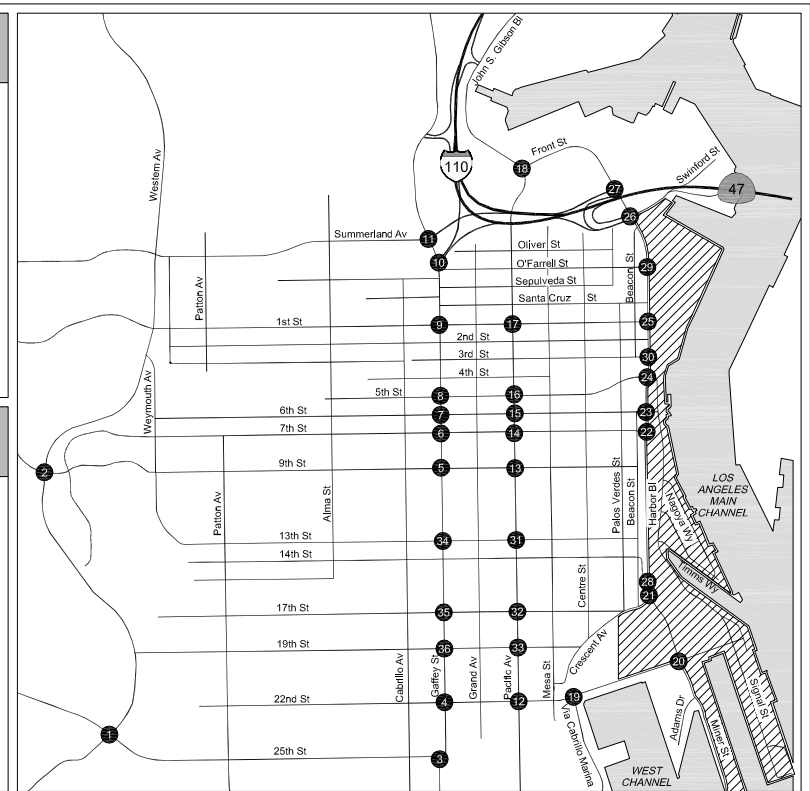 John S. Gibson Bl
Front St
18
110
Swinford St
27
47
26
Western Av
Summerland Av
11
10
Oliver St
O'Farrell St
29
Sepulveda St
Santa Cruz St
Beacon St
Patton Av
1st St
9
17
25
2nd St
3rd St
30
4th St
24
5th St
8
16
Weymouth Av
6th St
7
15
23
7th St
6
14
22
2
9th St
5
13
Patton Av
Alma St
Palos Verdes St
Beacon St
Harbor Bl
Nagoya Wy
LOS
ANGELES
MAIN
CHANNEL
13th St
34
31
14th St
Timms Wy
28
21
Centre St
17th St
35
32
19th St
36
33
Crescent Av
20
Cabrillo Av
Gaffey St
Grand Av
Pacific Av
Mesa St
22nd St
4
12
19
Via Cabrillo Marina
Adams Dr
Miner St
Signal St
1
25th St
3
WEST
CHANNEL